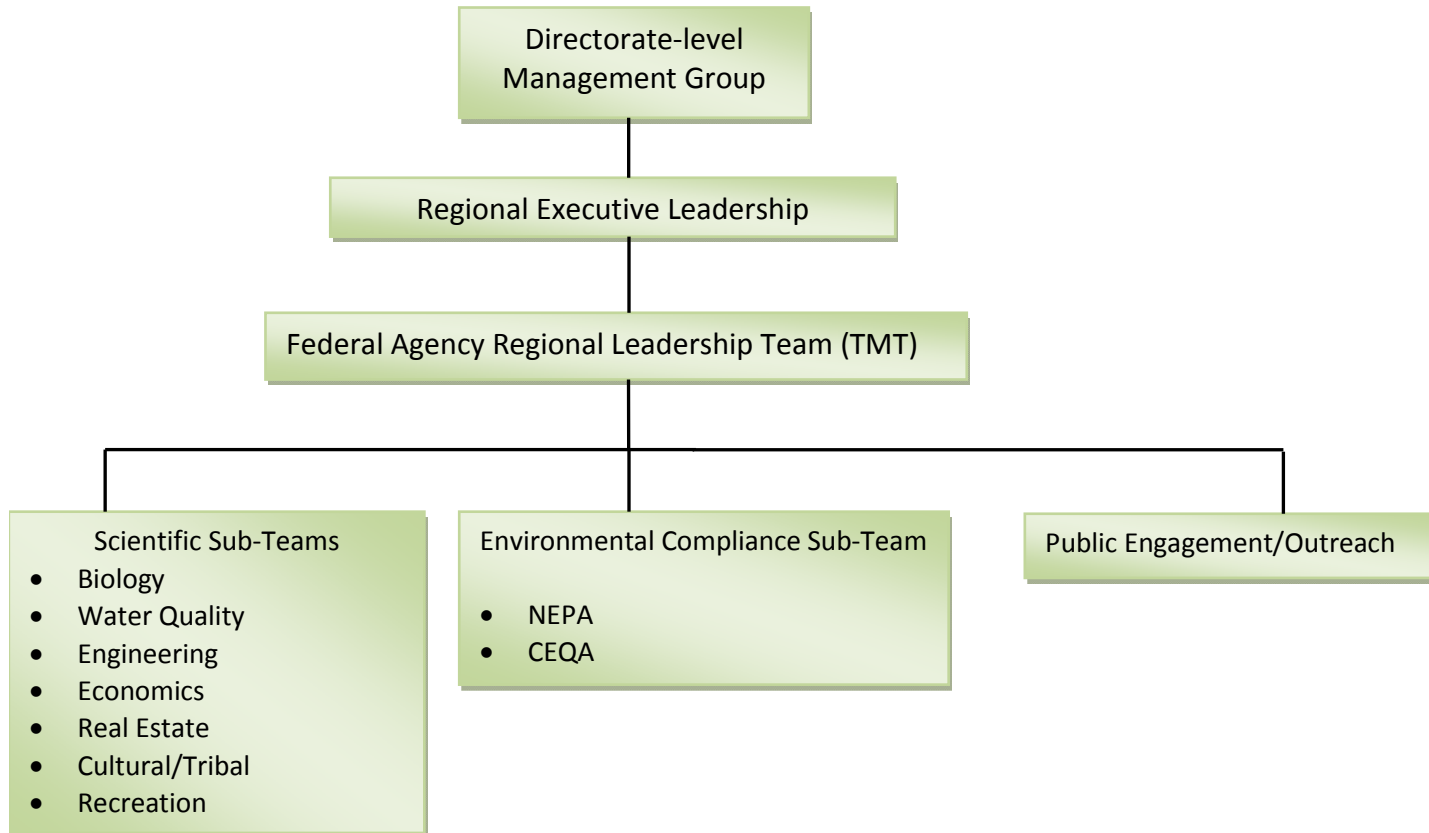 Directorate-level
Management Group
Regional Executive Leadership
Federal Agency Regional Leadership Team (TMT)
Scientific Sub-Teams
• Biology
• Water Quality
• Engineering
• Economics
• Real Estate
• Cultural/Tribal
• Recreation
Environmental Compliance Sub-Team
• NEPA
• CEQA
Public Engagement/Outreach